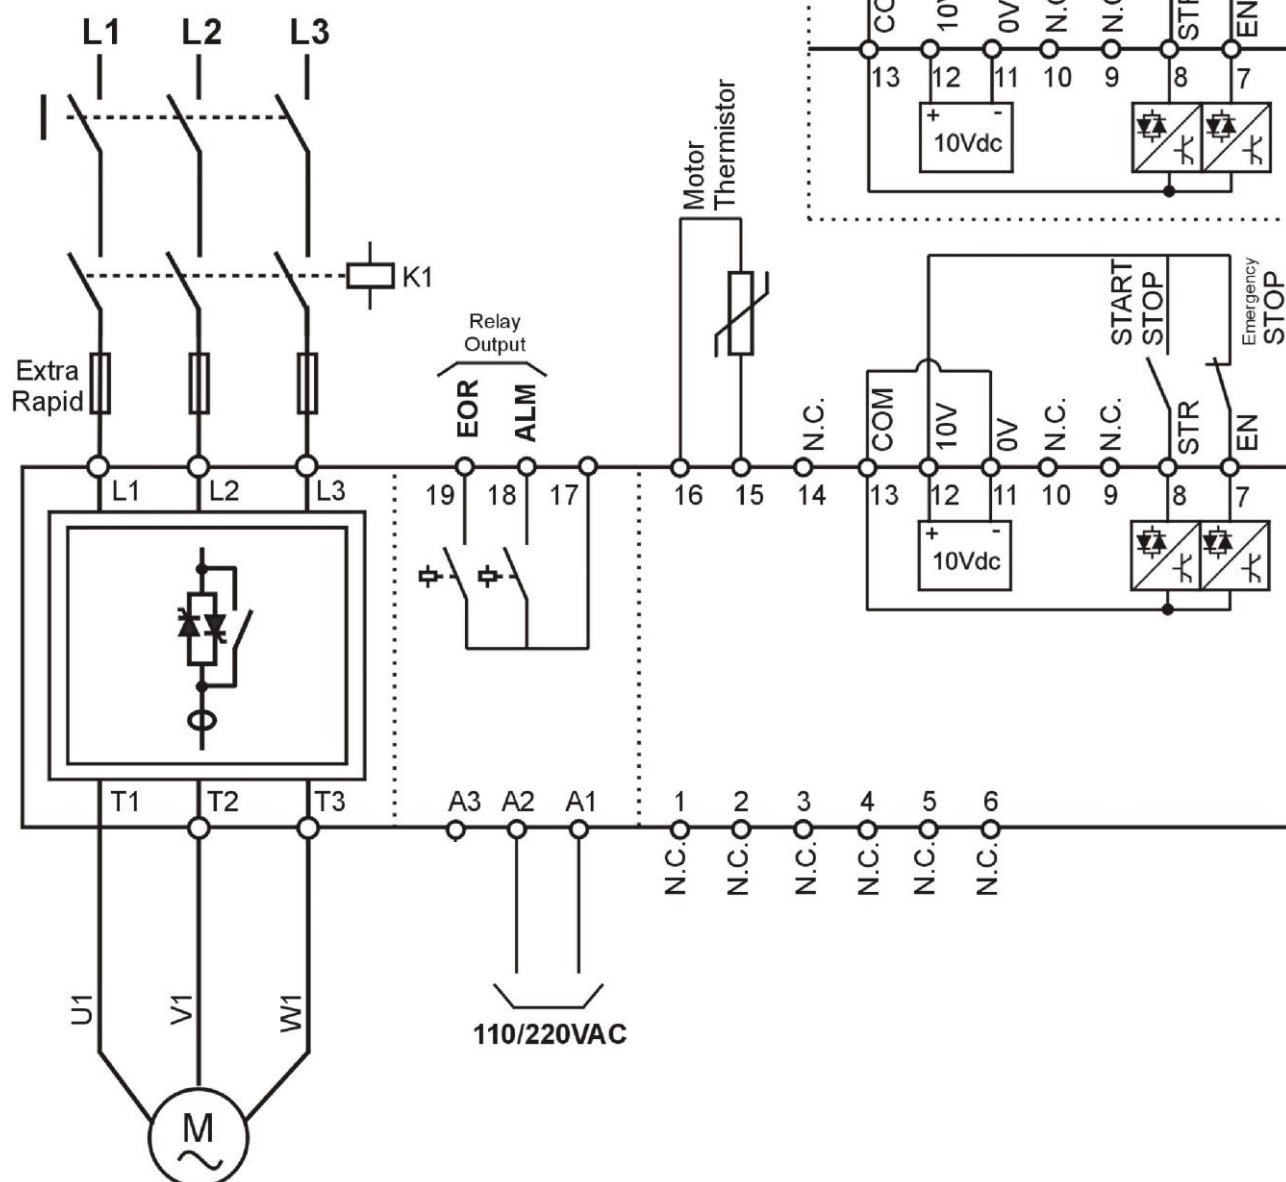 L1 L2 L3
I
K1
Extra
Rapid
Relay
Output
EOR
ALM
Motor
Thermistor
10V 0V N.C. N.C. EN
13 12 11 10 9 8 7
+ -
10Vdc
START
STOP
Emergency
STOP
N.C. COM 10V 0V N.C. N.C. STR EN
L1 L2 L3 19 18 17 16 15 14 13 12 11 10 9 8 7
+ -
10Vdc
T1 T2 T3 A3 A2 A1 1 2 3 4 5 6
N.C. N.C. N.C. N.C. N.C. N.C.
U1 V1 W1
110/220VAC
M